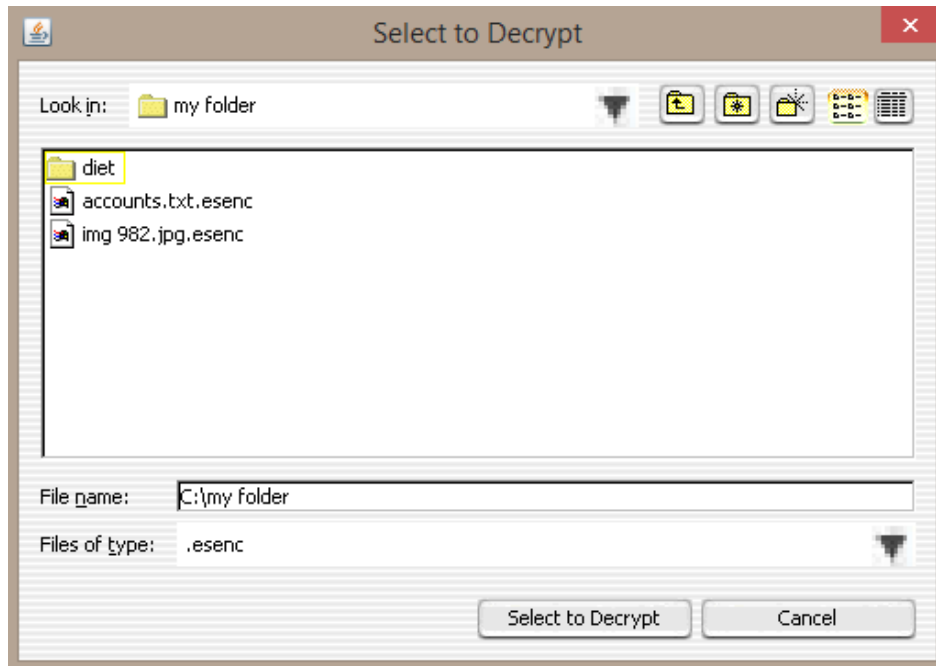 Select to Decrypt
Look in: my folder
diet
accounts.txt.esenc
img 982.jpg.esenc
File name: C:\my folder
Files of type: .esenc
Select to Decrypt Cancel